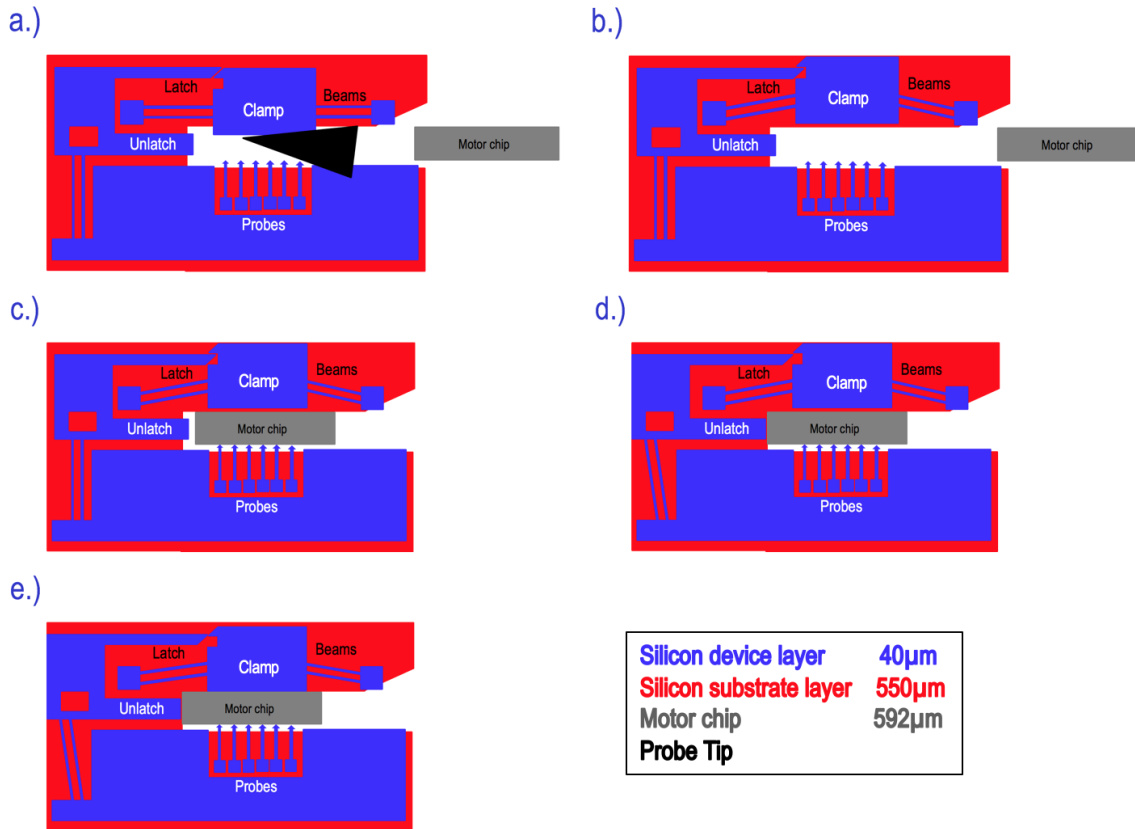 a.)
Latch
Beams
Clamp
Unlatch
Motor chip
Probes
b.)
Latch
Beams
Clamp
Unlatch
Motor chip
Probes
c.)
Latch
Beams
Clamp
Unlatch
Motor chip
Probes
d.)
Latch
Beams
Clamp
Unlatch
Motor chip
Probes
e.)
Latch
Beams
Clamp
Unlatch
Motor chip
Probes
Silicon device layer 40µm
Silicon substrate layer 550µm
Motor chip 592µm
Probe Tip